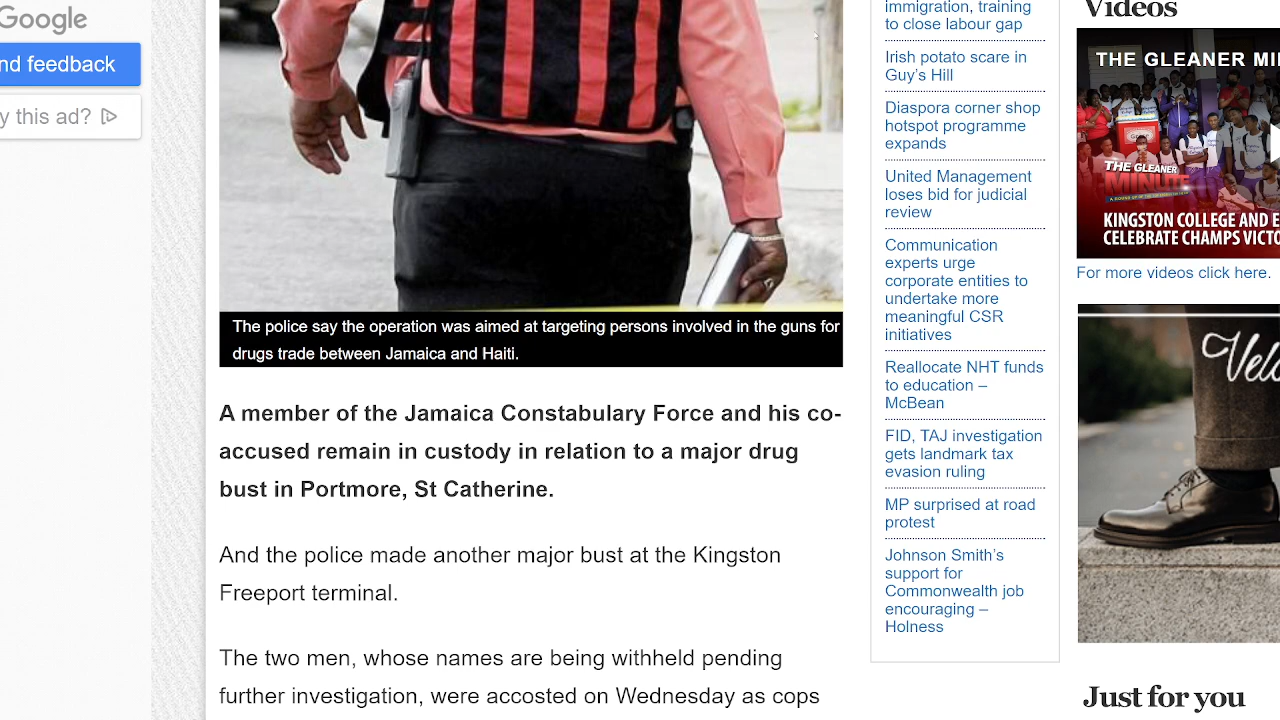 Google
nd feedback
y this ad?
The police say the operation was aimed at targeting persons involved in the guns for
drugs trade between Jamaica and Haiti.
A member of the Jamaica Constabulary Force and his co-
accused remain in custody in relation to a major drug
bust in Portmore, St Catherine.
And the police made another major bust at the Kingston
Freeport terminal.
The two men, whose names are being withheld pending
further investigation, were accosted on Wednesday as cops
immigration, training
to close labour gap
Irish potato scare in
Guy's Hill
Diaspora corner shop
hotspot programme
expands
United Management
loses bid for judicial
review
Communication
experts urge
corporate entities to
undertake more
meaningful CSR
initiatives
Reallocate NHT funds
to education –
McBean
FID, TAJ investigation
gets landmark tax
evasion ruling
MP surprised at road
protest
Johnson Smith's
support for
Commonwealth job
encouraging –
Holness
Videos
THE GLEANER MI
THE GLEANER
MINUTE
KINGSTON COLLEGE AND E
CELEBRATE CHAMPS VICTO
For more videos click here.
Velo
Just for you